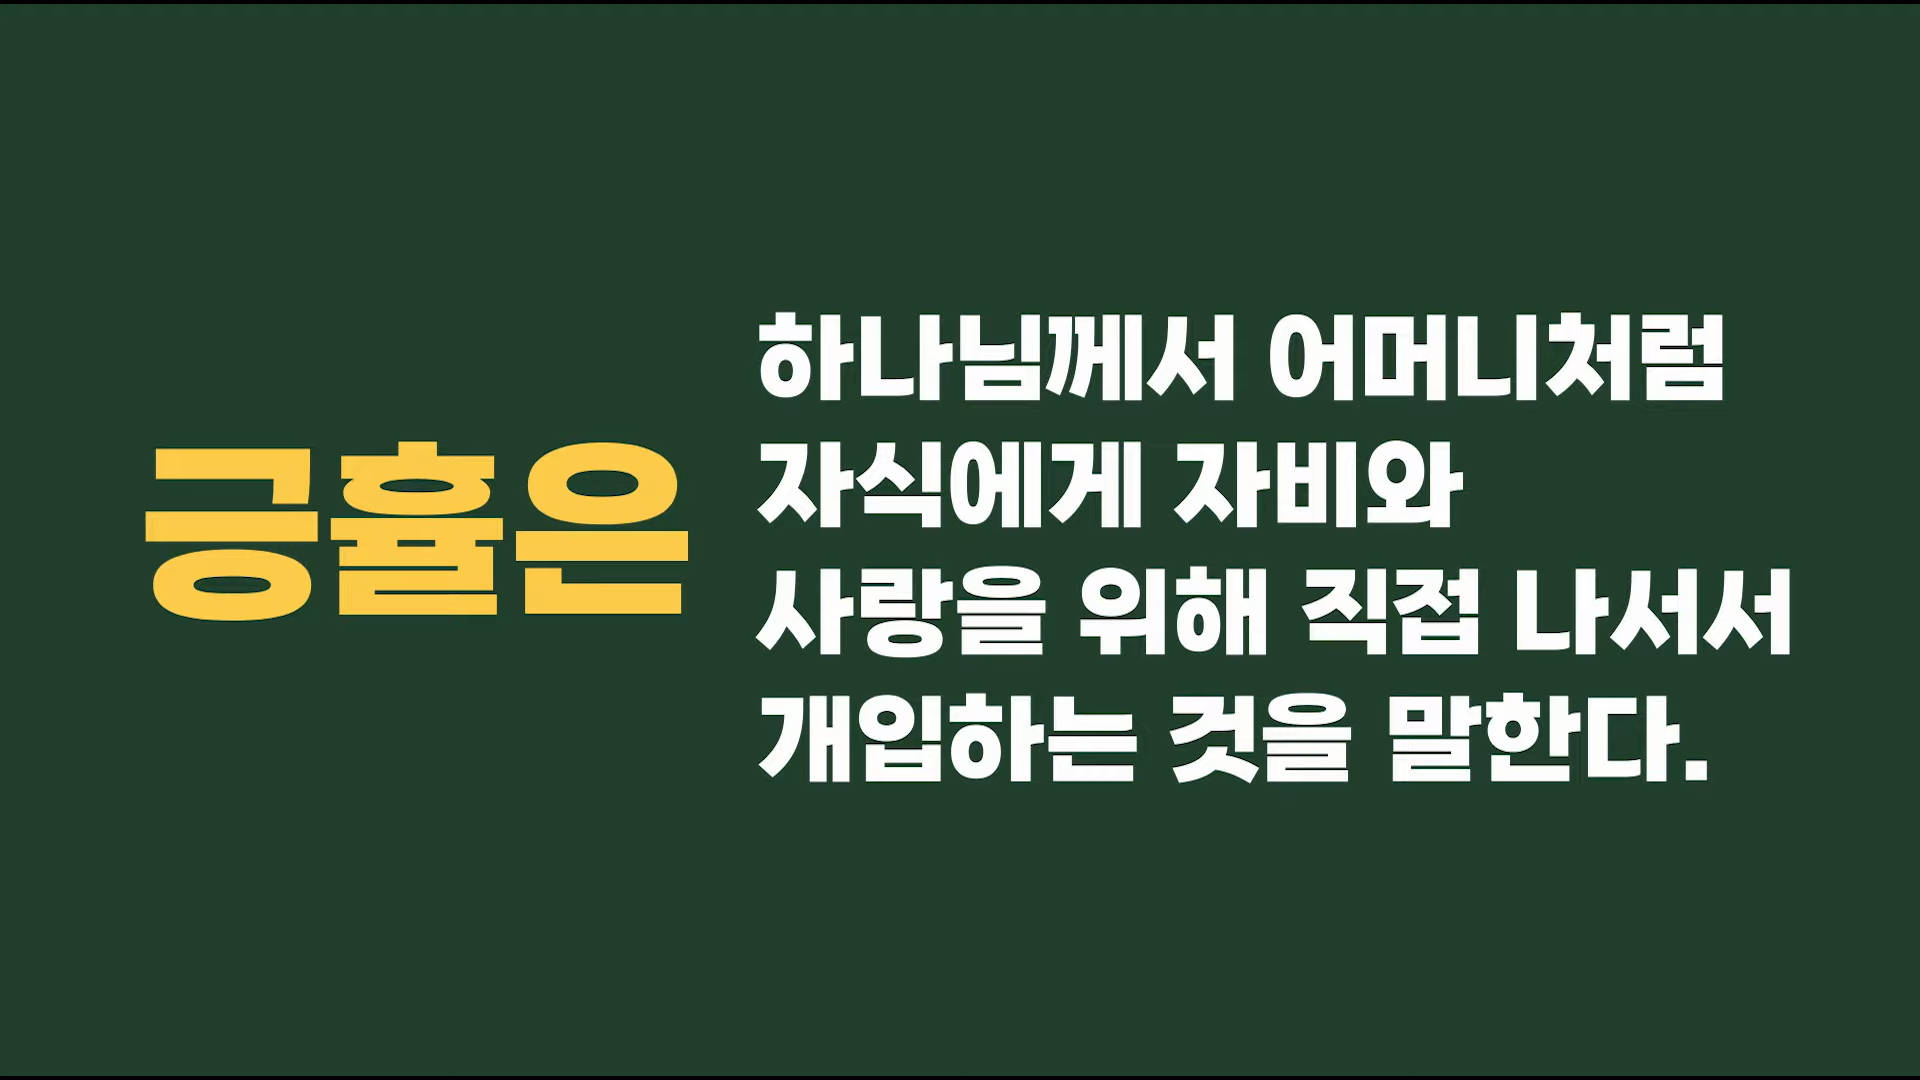 긍휼은
하나님께서 어머니처럼
자식에게 자비와
사랑을 위해 직접 나서서
개입하는 것을 말한다.